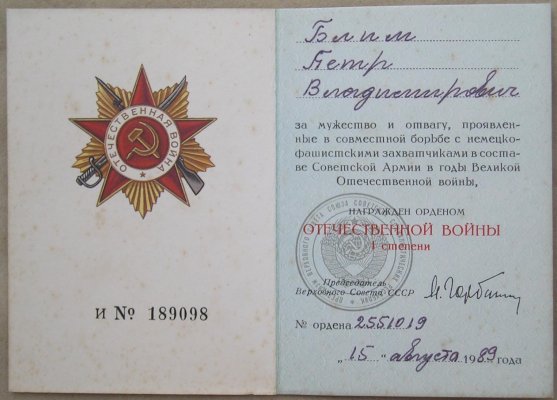 ОТЕЧЕСТВЕННАЯ ВОЙНА
И № 189098
Блим
Петр
Владимирович
за мужество и отвагу, проявлен-
ные в совместной борьбе с немецко-
фашистскими захватчиками в соста-
ве Советской Армии в годы Великой
Отечественной войны,
НАГРАЖДЕН ОРДЕНОМ
ОТЕЧЕСТВЕННОЙ ВОЙНЫ
I степени
Председатель
Верховного Совета СССР
№ ордена 2551019
„15“ августа 1989 года